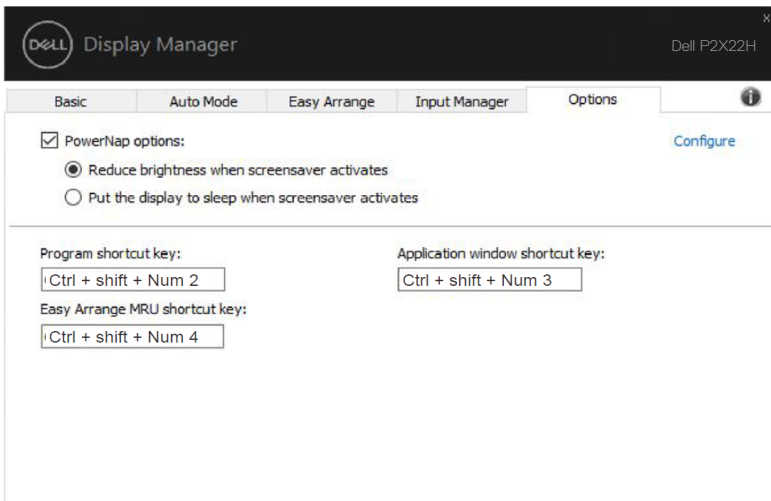 x
DELL Display Manager
Dell P2X22H
Basic Auto Mode Easy Arrange Input Manager Options
PowerNap options:
Configure
Reduce brightness when screensaver activates
Put the display to sleep when screensaver activates
Program shortcut key:
Application window shortcut key:
Ctrl + shift + Num 2
Ctrl + shift + Num 3
Easy Arrange MRU shortcut key:
Ctrl + shift + Num 4